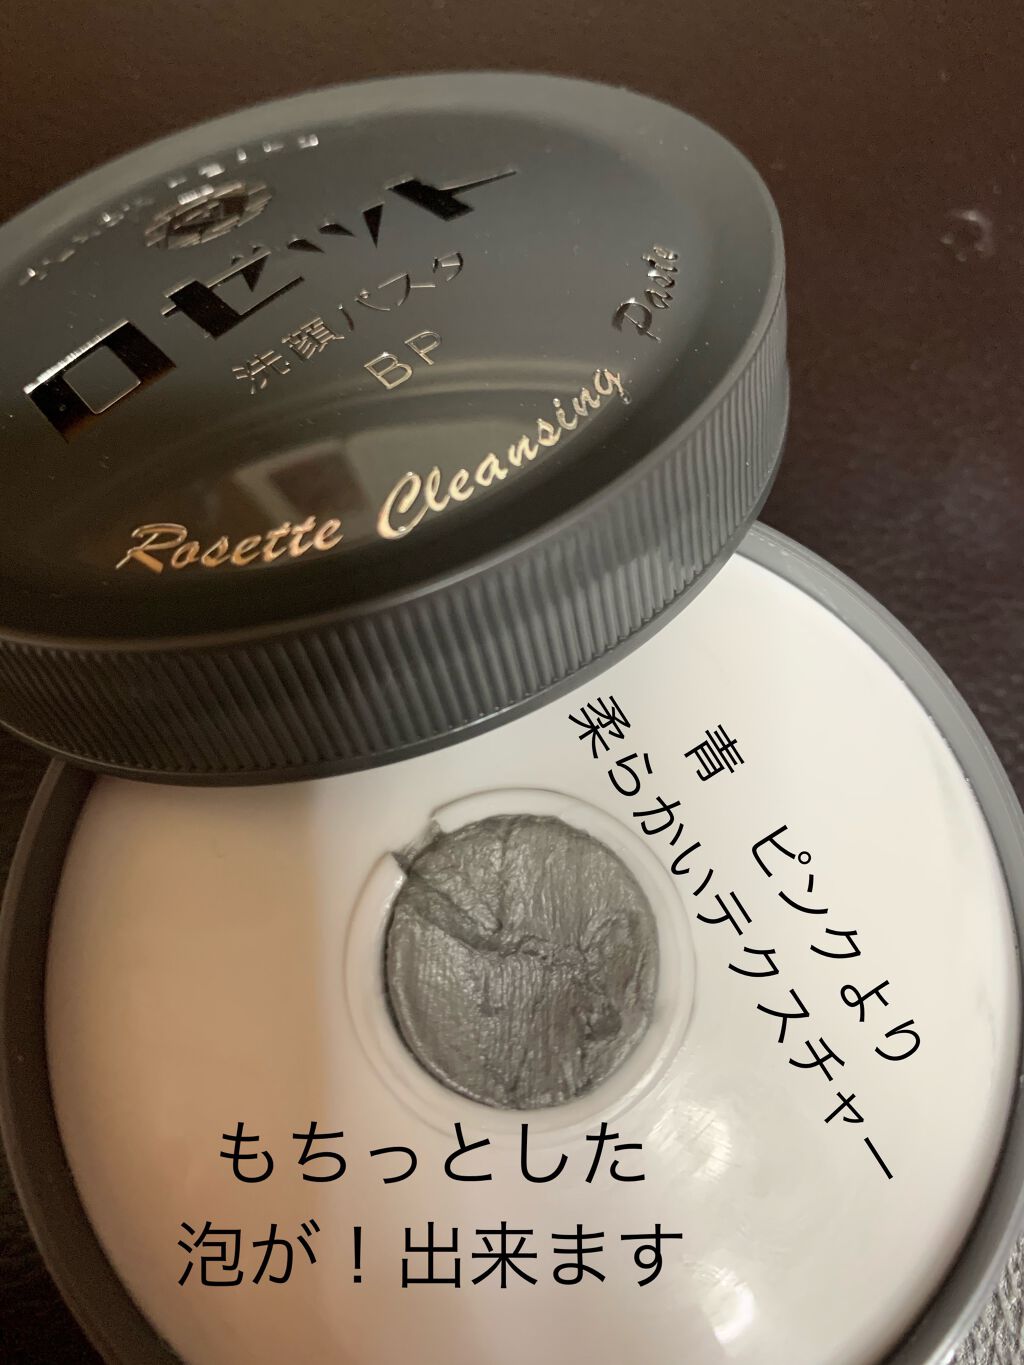 ロゼット
洗顔パスタ
BP
Rosette Cleansing Paste
青 ピンクより
柔らかいテクスチャー
もちっとした
泡が！出来ます